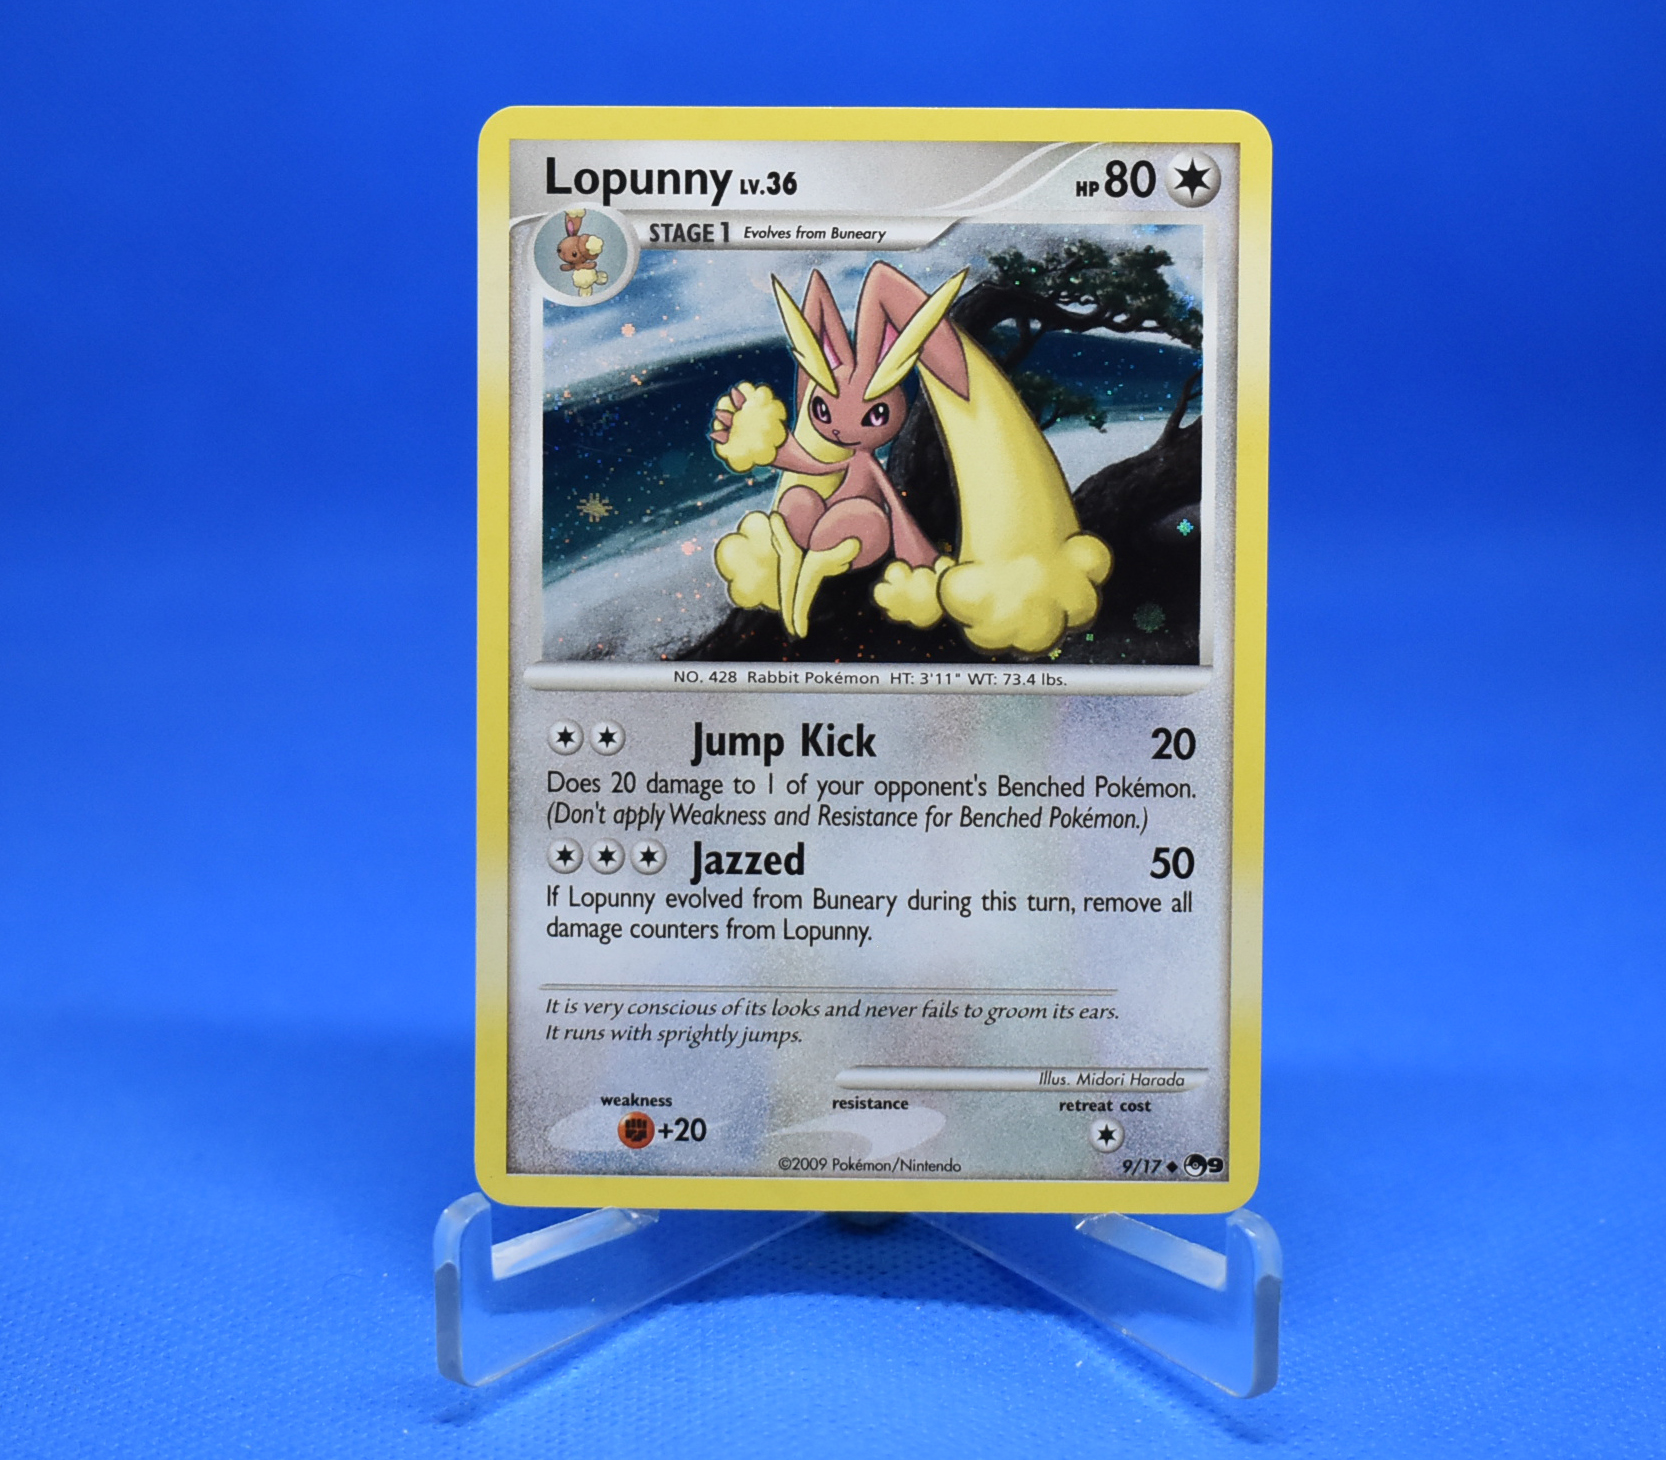 Lopunny LV.36 HP 80
STAGE 1 Evolves from Buneary
NO. 428 Rabbit Pokémon HT: 3'11" WT: 73.4 lbs.
Jump Kick 20
Does 20 damage to 1 of your opponent's Benched Pokémon.
(Don't apply Weakness and Resistance for Benched Pokémon.)
Jazzed 50
If Lopunny evolved from Buneary during this turn, remove all
damage counters from Lopunny.
It is very conscious of its looks and never fails to groom its ears.
It runs with sprightly jumps.
Illus. Midori Harada
weakness resistance retreat cost
+20
©2009 Pokémon/Nintendo 9/17 9